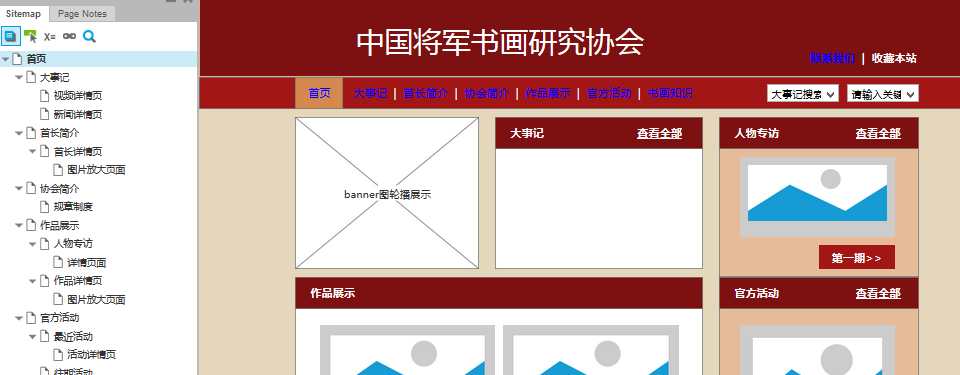 Sitemap Page Notes
X=
首页
大事记
视频详情页
新闻详情页
首长简介
首长详情页
图片放大页面
协会简介
规章制度
作品展示
人物专访
详情页面
作品详情页
图片放大页面
官方活动
最近活动
活动详情页
往期活动
中国将军书画研究协会
联系我们 | 收藏本站
首页 大事记 | 首长简介 | 协会简介 | 作品展示 | 官方活动 | 书画知识
大事记搜索 请输入关键
banner图轮播展示
大事记 查看全部
人物专访 查看全部
第一期>>
作品展示
官方活动 查看全部